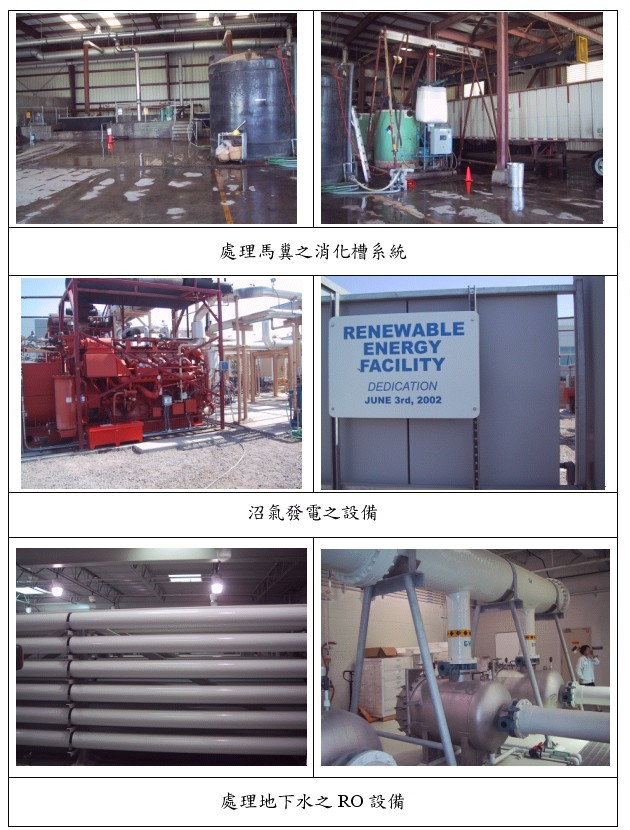 處理馬糞之消化槽系統
RENEWABLE
ENERGY
FACILITY
DEDICATION
JUNE 3rd, 2002
沼氣發電之設備
處理地下水之 RO 設備